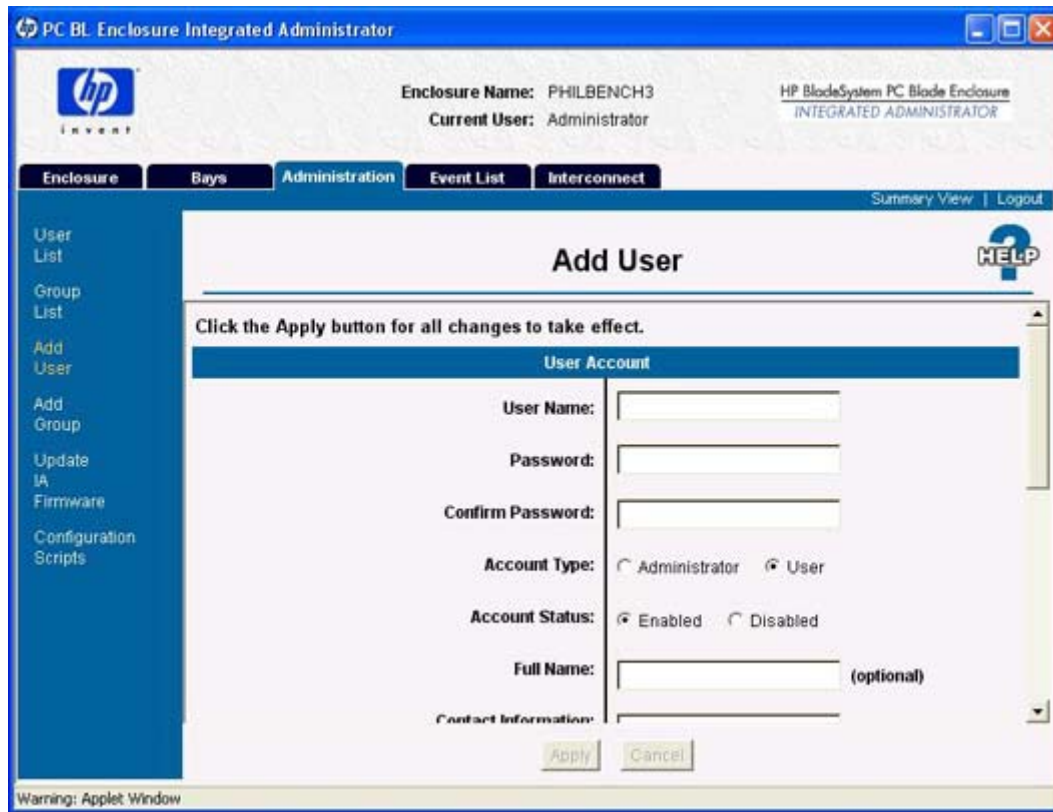 PC BL Enclosure Integrated Administrator
hp
invent
Enclosure Name: PHILBENCH3
Current User: Administrator
HP BladeSystem PC Blade Enclosure
INTEGRATED ADMINISTRATOR
Enclosure Bays Administration Event List Interconnect
Summary View | Logout
User
List
Group
List
Add
User
Add
Group
Update
IA
Firmware
Configuration
Scripts
Add User
HELP
Click the Apply button for all changes to take effect.
User Account
User Name:
Password:
Confirm Password:
Account Type: Administrator User
Account Status: Enabled Disabled
Full Name: (optional)
Contact Information:
Apply Cancel
Warning: Applet Window